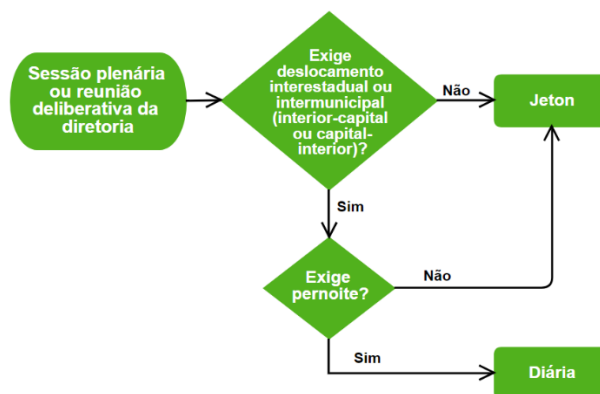 Sessão plenária
ou reunião
deliberativa da
diretoria
Exige
deslocamento
interestadual ou
intermunicipal
(interior-capital
ou capital-
interior)?
Não
Jeton
Sim
Exige
pernoite?
Não
Sim
Diária